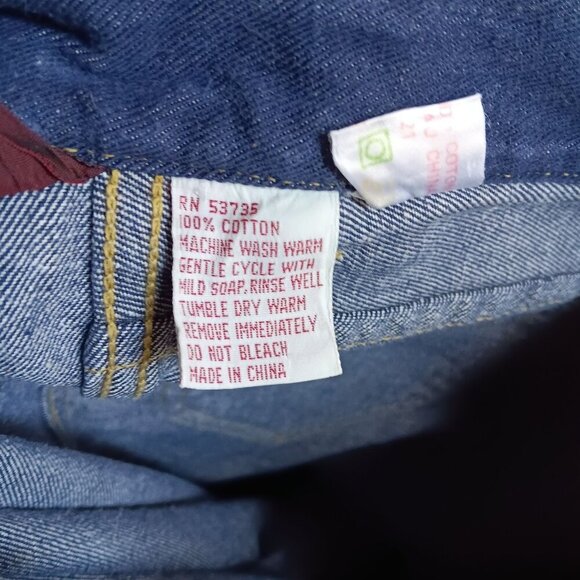 RN 53735
100% COTTON
MACHINE WASH WARM
GENTLE CYCLE WITH
MILD SOAP. RINSE WELL
TUMBLE DRY WARM
REMOVE IMMEDIATELY
DO NOT BLEACH
MADE IN CHINA